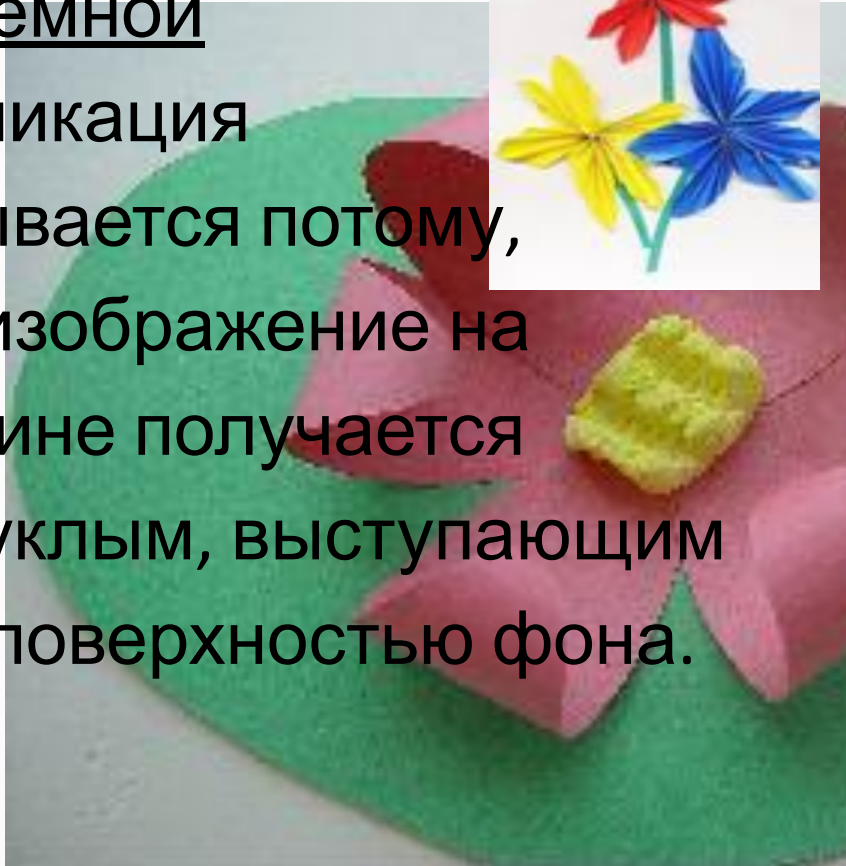 емной
икация
вается потому,
изображение на
ине получается
уклым, выступающим
поверхностью фона.